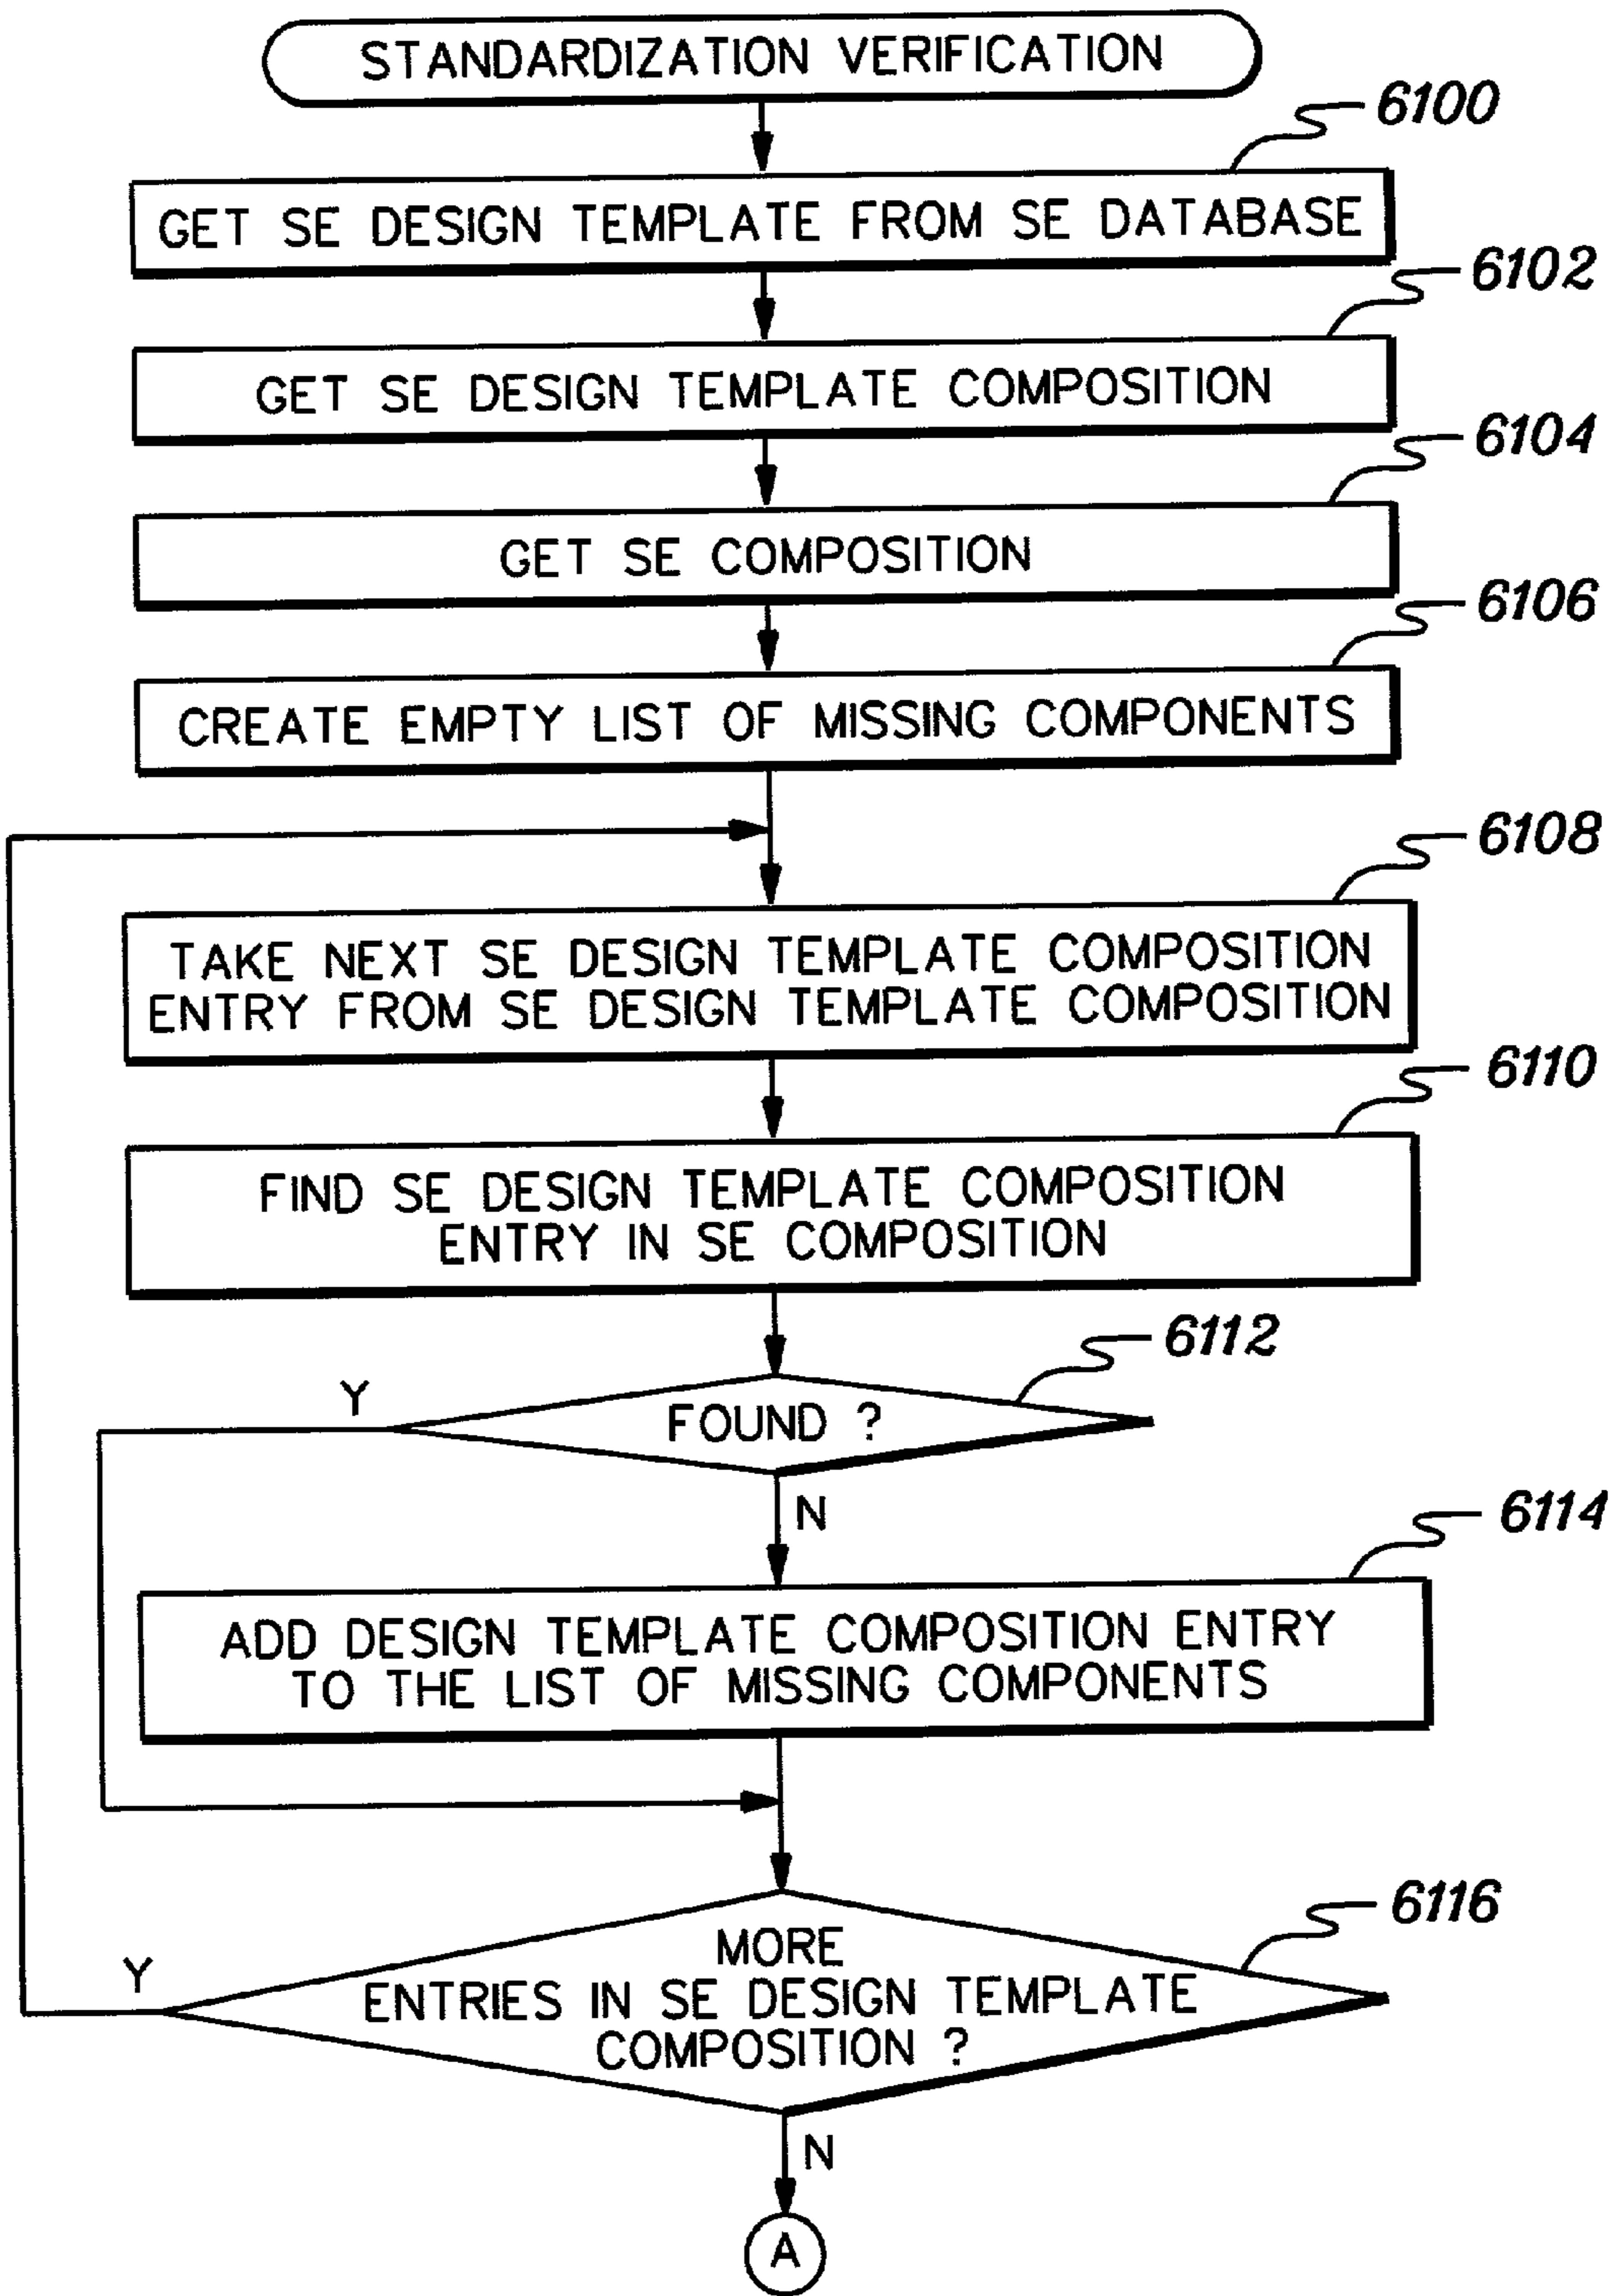 STANDARDIZATION VERIFICATION
6100
GET SE DESIGN TEMPLATE FROM SE DATABASE
6102
GET SE DESIGN TEMPLATE COMPOSITION
6104
GET SE COMPOSITION
6106
CREATE EMPTY LIST OF MISSING COMPONENTS
6108
TAKE NEXT SE DESIGN TEMPLATE COMPOSITION
ENTRY FROM SE DESIGN TEMPLATE COMPOSITION
6110
FIND SE DESIGN TEMPLATE COMPOSITION
ENTRY IN SE COMPOSITION
6112
Y
FOUND ?
N
6114
ADD DESIGN TEMPLATE COMPOSITION ENTRY
TO THE LIST OF MISSING COMPONENTS
6116
Y
MORE
ENTRIES IN SE DESIGN TEMPLATE
COMPOSITION ?
N
A